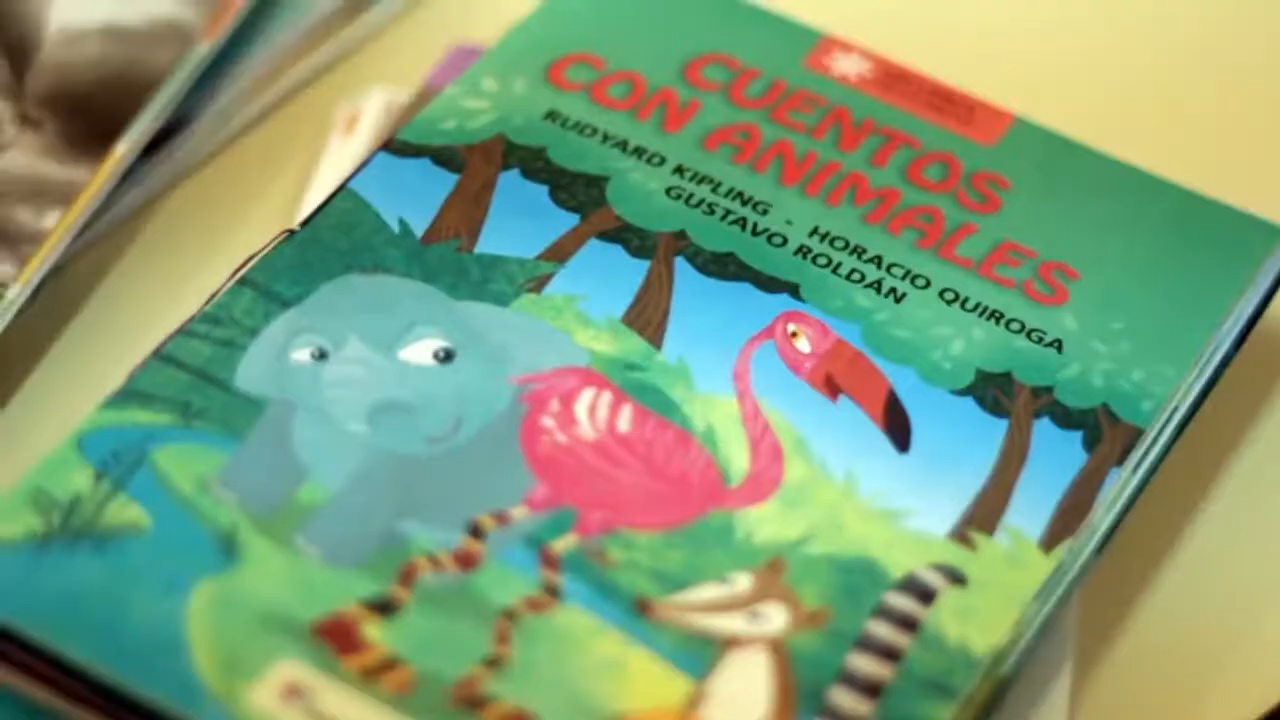 CUENTOS
CON ANIMALES
RUDYARD KIPLING - HORACIO QUIROGA
GUSTAVO ROLDÁN